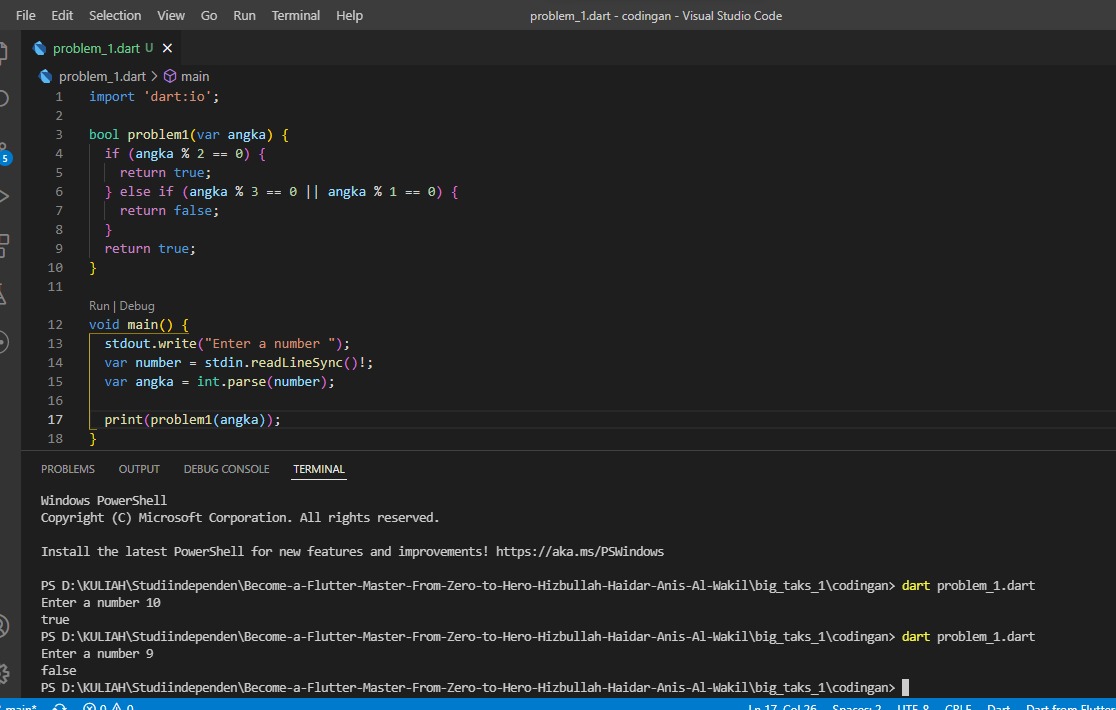 File Edit Selection View Go Run Terminal Help problem_1.dart - codingan - Visual Studio Code
problem_1.dart U
problem_1.dart > main
1 import 'dart:io';
2
3 bool problem1(var angka) {
4 if (angka % 2 == 0) {
5 return true;
6 } else if (angka % 3 == 0 || angka % 1 == 0) {
7 return false;
8 }
9 return true;
10 }
11
Run | Debug
12 void main() {
13 stdout.write("Enter a number ");
14 var number = stdin.readLineSync()!;
15 var angka = int.parse(number);
16
17 print(problem1(angka));
18 }
5
PROBLEMS OUTPUT DEBUG CONSOLE TERMINAL
Windows PowerShell
Copyright (C) Microsoft Corporation. All rights reserved.
Install the latest PowerShell for new features and improvements! https://aka.ms/PSWindows
PS D:\KULIAH\Studiindependen\Become-a-Flutter-Master-From-Zero-to-Hero-Hizbullah-Haidar-Anis-Al-Wakil\big_taks_1\codingan> dart problem_1.dart
Enter a number 10
true
PS D:\KULIAH\Studiindependen\Become-a-Flutter-Master-From-Zero-to-Hero-Hizbullah-Haidar-Anis-Al-Wakil\big_taks_1\codingan> dart problem_1.dart
Enter a number 9
false
PS D:\KULIAH\Studiindependen\Become-a-Flutter-Master-From-Zero-to-Hero-Hizbullah-Haidar-Anis-Al-Wakil\big_taks_1\codingan>
main* 0 0 Ln 17, Col 26 Spaces: 2 UTF-8 CRLF Dart Dart from Flutter